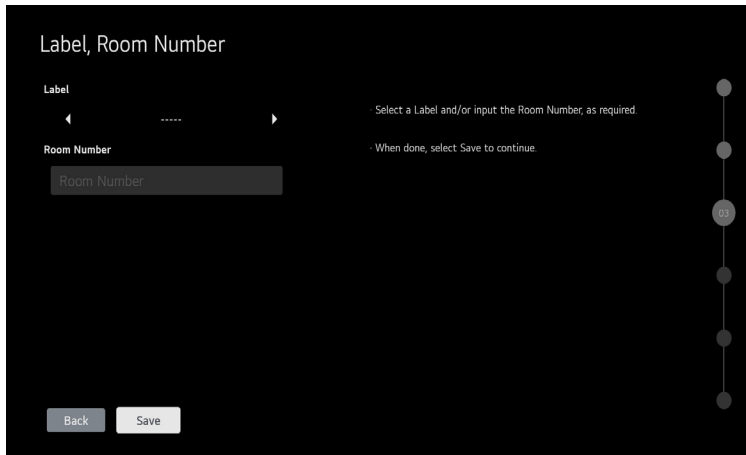 Label, Room Number
Label
-----
- Select a Label and/or input the Room Number, as required.
Room Number
- When done, select Save to continue.
Room Number
03
Back
Save